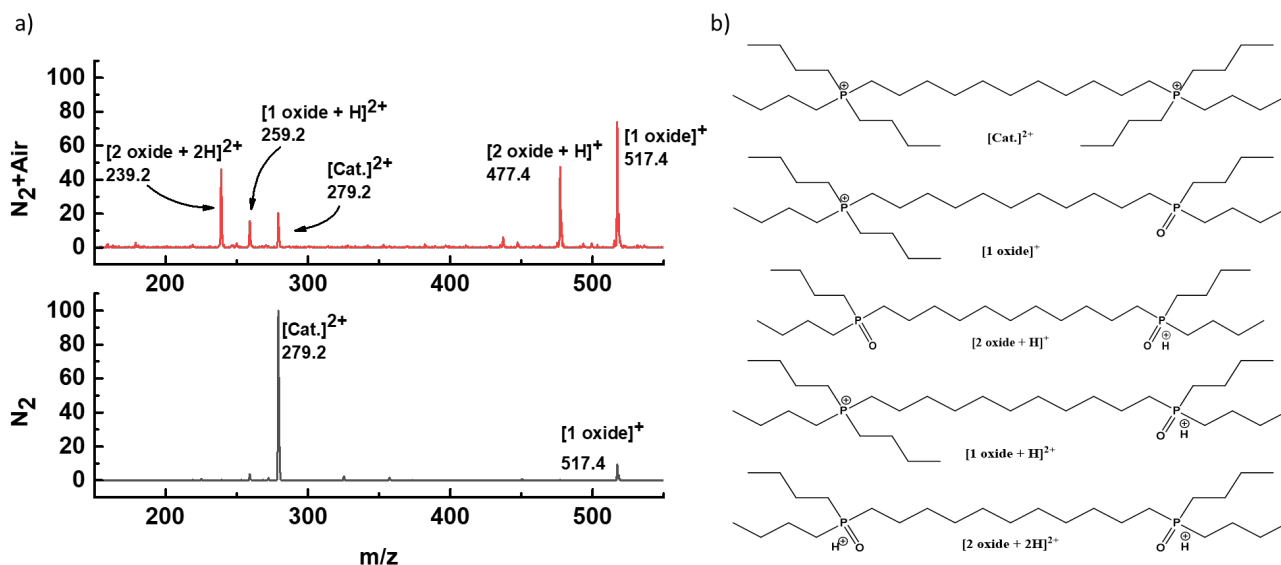 a)
N2+Air
100
80
60
40
20
0
[2 oxide + 2H]2+
239.2
[1 oxide + H]2+
259.2
[Cat.]2+
279.2
[2 oxide + H]+
477.4
[1 oxide]+
517.4
200
300
400
500
N2
100
80
60
40
20
0
[Cat.]2+
279.2
[1 oxide]+
517.4
200
300
400
500
m/z
b)
P⊕
P⊕
[Cat.]2+
P⊕
P
O
[1 oxide]+
P
O
P
O
H⊕
[2 oxide + H]+
P⊕
P
O
H⊕
[1 oxide + H]2+
P
H⊕
O
P
O
H⊕
[2 oxide + 2H]2+